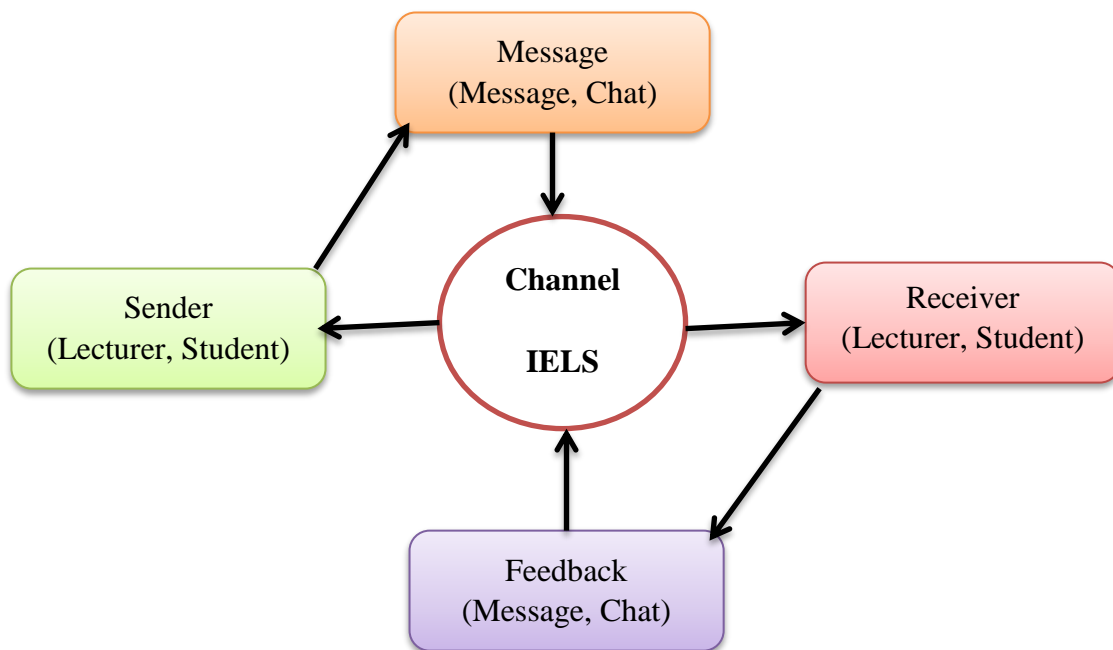 Message
(Message, Chat)
Channel
IELS
Sender
(Lecturer, Student)
Receiver
(Lecturer, Student)
Feedback
(Message, Chat)